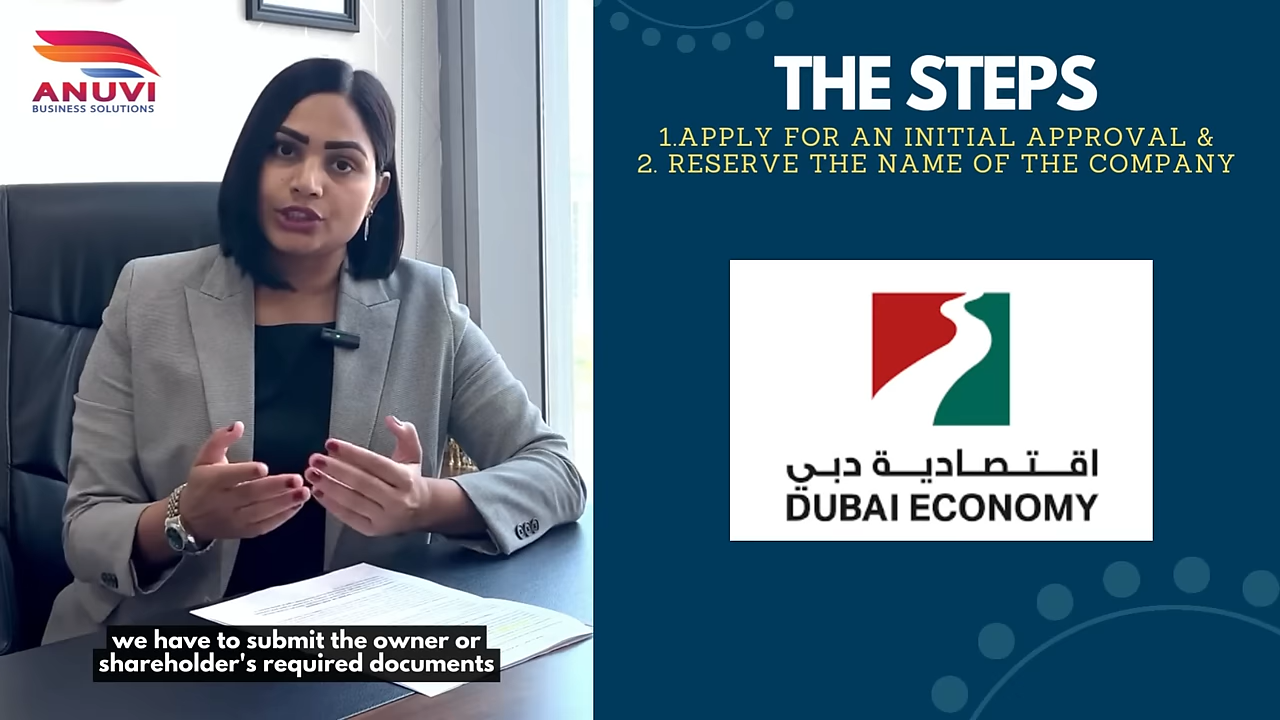 ANUVI
BUSINESS SOLUTIONS
THE STEPS
1.APPLY FOR AN INITIAL APPROVAL &
2. RESERVE THE NAME OF THE COMPANY
اقتصادية دبي
DUBAI ECONOMY
we have to submit the owner or
shareholder's required documents